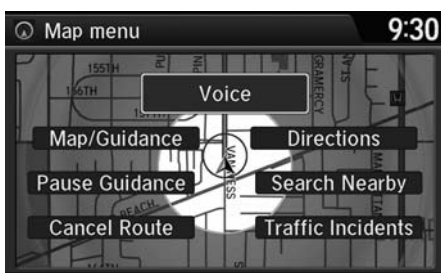 Map menu
9:30
155TH
156TH
GRAMERCY
ST
Voice
Map/Guidance
Directions
VAN NESS
Pause Guidance
Search Nearby
BEACH
Cancel Route
Traffic Incidents